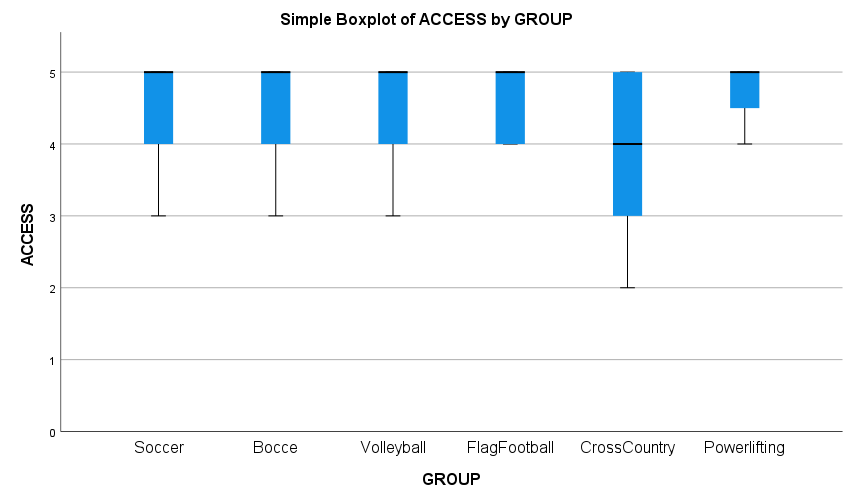 Simple Boxplot of ACCESS by GROUP
5
4
3
2
1
0
ACCESS
Soccer Bocce Volleyball FlagFootball CrossCountry Powerlifting
GROUP